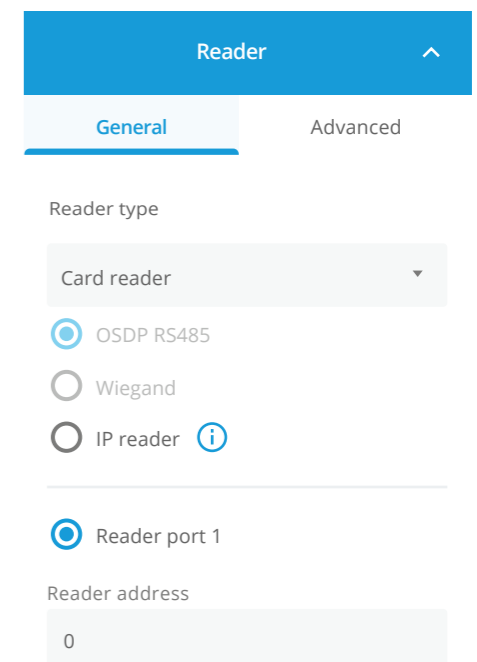 Reader
General Advanced
Reader type
Card reader
OSDP RS485
Wiegand
IP reader
Reader port 1
Reader address
0